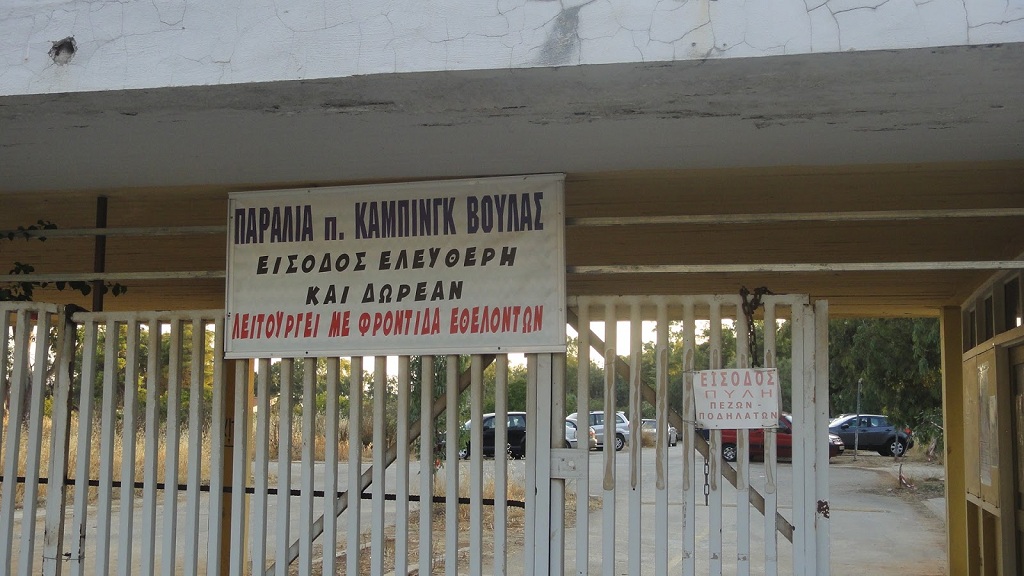 ΠΑΡΑΛΙΑ π. ΚΑΜΠΙΝΓΚ ΒΟΥΛΑΣ
ΕΙΣΟΔΟΣ ΕΛΕΥΘΕΡΗ
ΚΑΙ ΔΩΡΕΑΝ
ΛΕΙΤΟΥΡΓΕΙ ΜΕ ΦΡΟΝΤΙΔΑ ΕΘΕΛΟΝΤΩΝ
ΕΙΣΟΔΟΣ
ΠΥΛΗ
ΠΕΖΩΝ-
ΠΟΔΗΛΑΤΩΝ